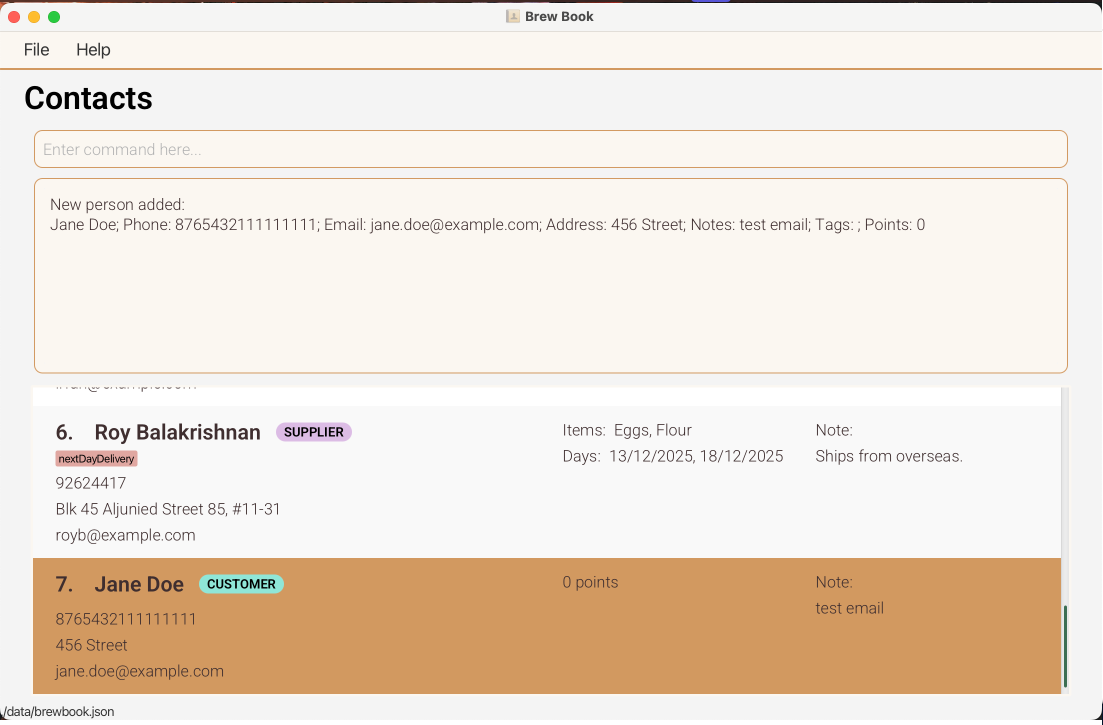 Brew Book
File Help
Contacts
Enter command here...
New person added:
Jane Doe; Phone: 8765432111111111; Email: jane.doe@example.com; Address: 456 Street; Notes: test email; Tags: ; Points: 0
6. Roy Balakrishnan SUPPLIER
nextDayDelivery
92624417
Blk 45 Aljunied Street 85, #11-31
royb@example.com
Items: Eggs, Flour
Days: 13/12/2025, 18/12/2025
Note:
Ships from overseas.
7. Jane Doe CUSTOMER
8765432111111111
456 Street
jane.doe@example.com
0 points
Note:
test email
/data/brewbook.json